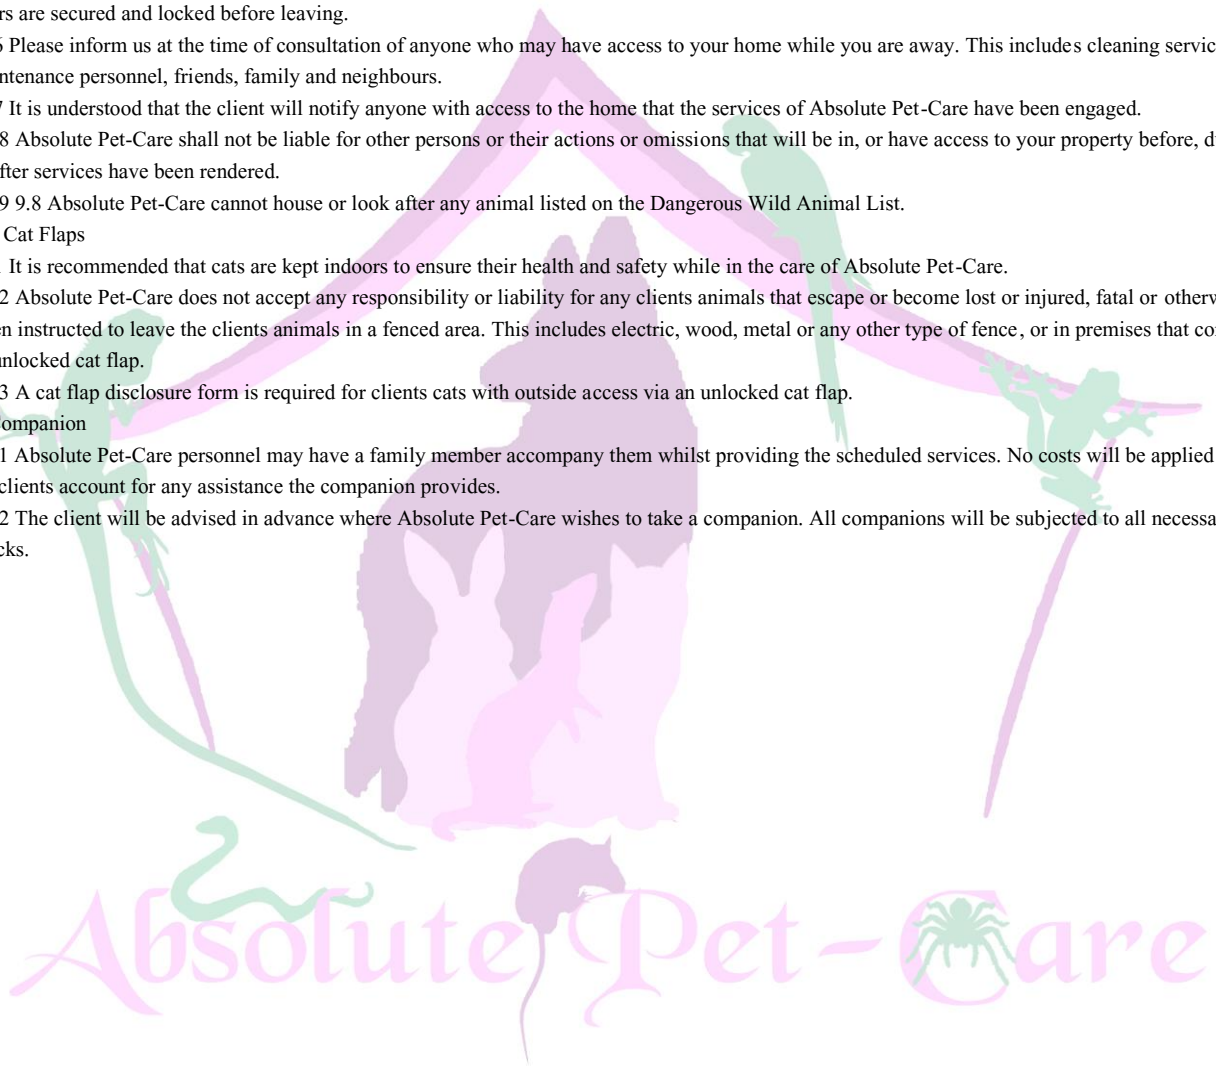 rs are secured and locked before leaving.
6 Please inform us at the time of consultation of anyone who may have access to your home while you are away. This includes cleaning servic
ntenance personnel, friends, family and neighbours.
7 It is understood that the client will notify anyone with access to the home that the services of Absolute Pet-Care have been engaged.
8 Absolute Pet-Care shall not be liable for other persons or their actions or omissions that will be in, or have access to your property before, d
fter services have been rendered.
9 9.8 Absolute Pet-Care cannot house or look after any animal listed on the Dangerous Wild Animal List.
Cat Flaps
It is recommended that cats are kept indoors to ensure their health and safety while in the care of Absolute Pet-Care.
2 Absolute Pet-Care does not accept any responsibility or liability for any clients animals that escape or become lost or injured, fatal or otherw
en instructed to leave the clients animals in a fenced area. This includes electric, wood, metal or any other type of fence, or in premises that co
unlocked cat flap.
3 A cat flap disclosure form is required for clients cats with outside access via an unlocked cat flap.
ompanion
1 Absolute Pet-Care personnel may have a family member accompany them whilst providing the scheduled services. No costs will be applied
clients account for any assistance the companion provides.
2 The client will be advised in advance where Absolute Pet-Care wishes to take a companion. All companions will be subjected to all necessa
cks.
Absolute Pet-Care